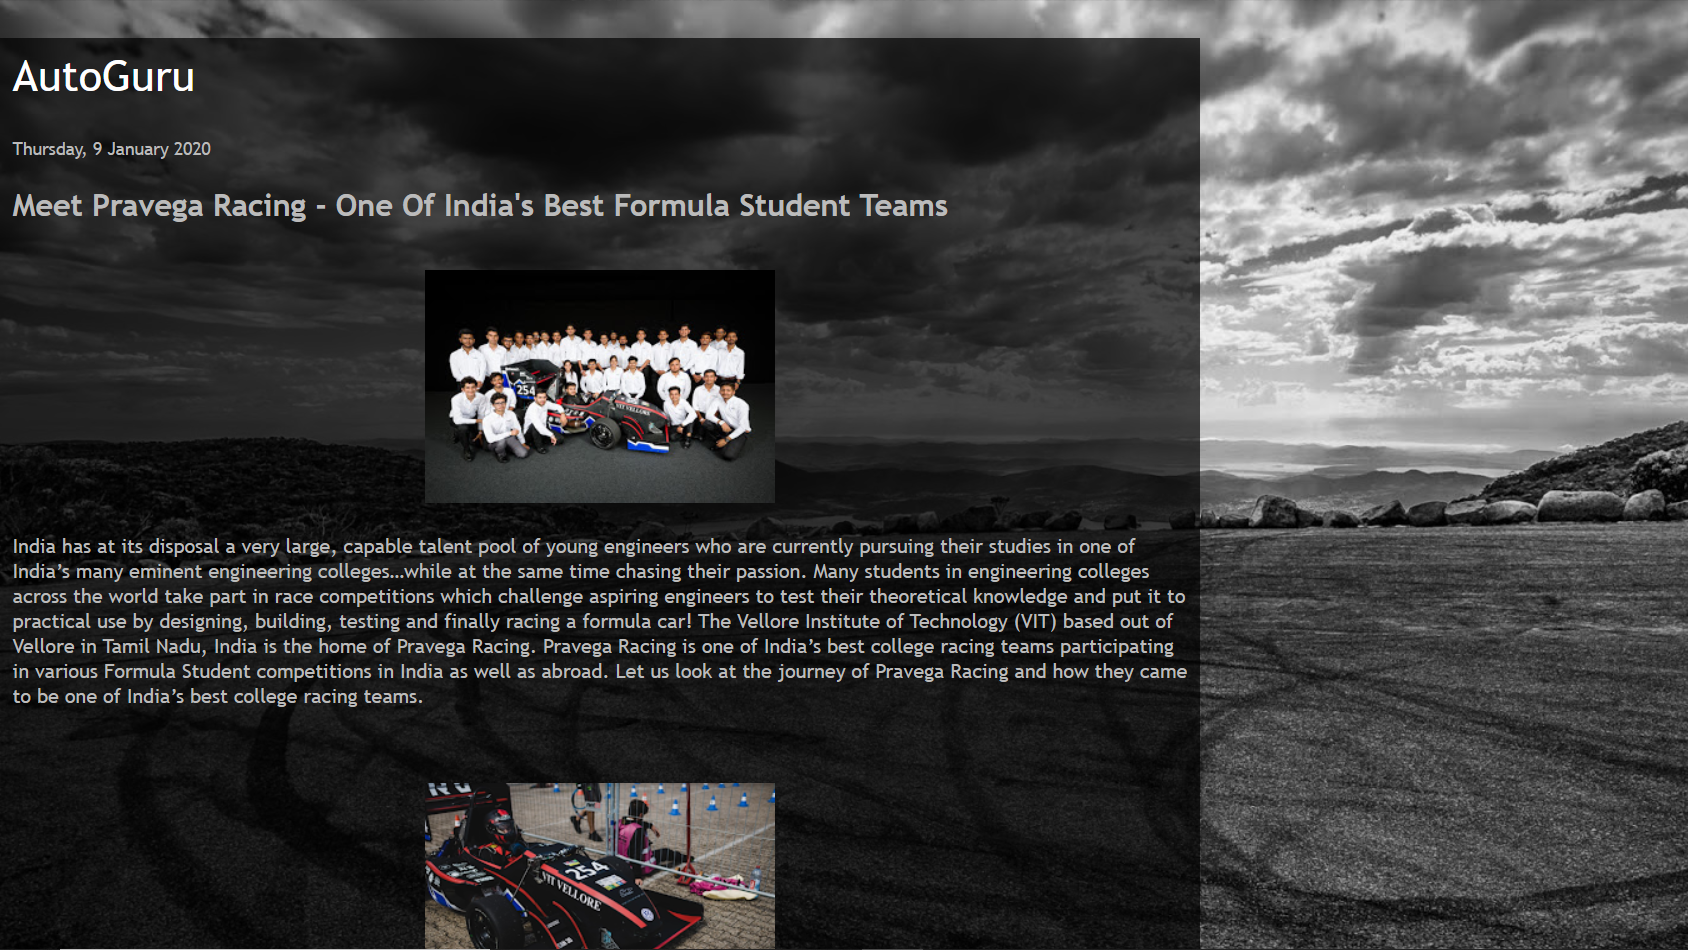 AutoGuru
Thursday, 9 January 2020
Meet Pravega Racing - One Of India's Best Formula Student Teams
254
VIT VELLORE
India has at its disposal a very large, capable talent pool of young engineers who are currently pursuing their studies in one of
India’s many eminent engineering colleges…while at the same time chasing their passion. Many students in engineering colleges
across the world take part in race competitions which challenge aspiring engineers to test their theoretical knowledge and put it to
practical use by designing, building, testing and finally racing a formula car! The Vellore Institute of Technology (VIT) based out of
Vellore in Tamil Nadu, India is the home of Pravega Racing. Pravega Racing is one of India’s best college racing teams participating
in various Formula Student competitions in India as well as abroad. Let us look at the journey of Pravega Racing and how they came
to be one of India’s best college racing teams.
254
VIT VELLORE